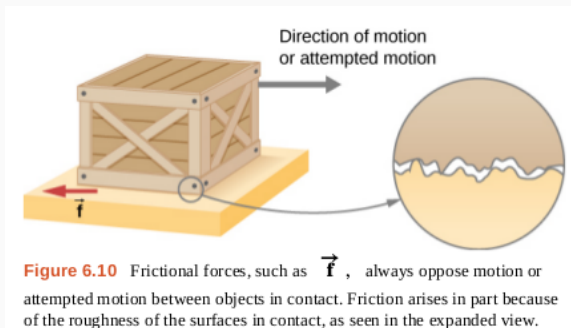 Direction of motion
or attempted motion
f
Figure 6.10 Frictional forces, such as f , always oppose motion or
attempted motion between objects in contact. Friction arises in part because
of the roughness of the surfaces in contact, as seen in the expanded view.